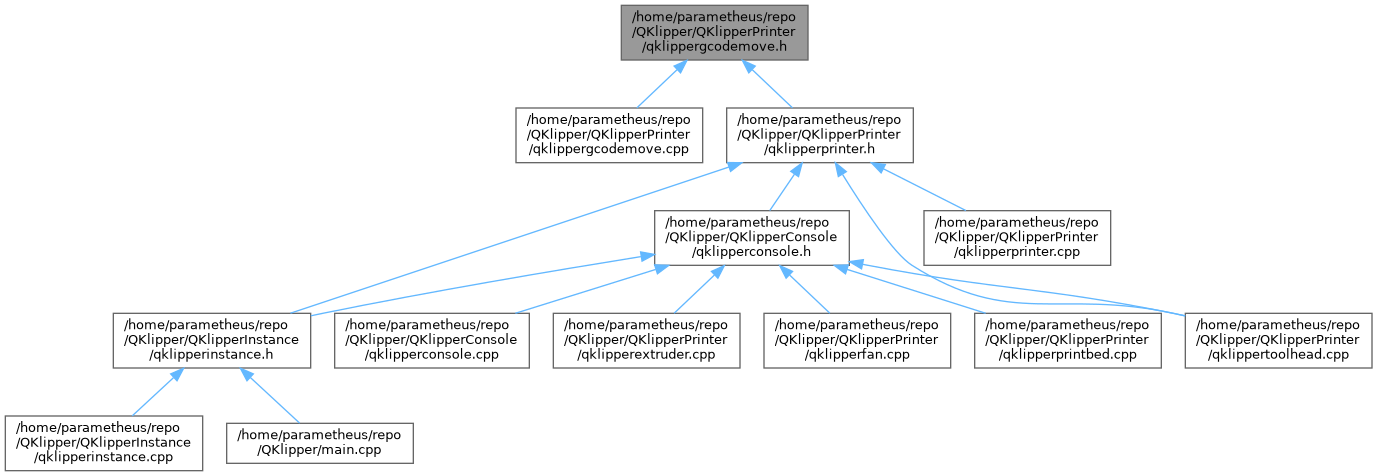 /home/parametheus/repo
/QKlipper/QKlipperPrinter
/qklippergcodemove.h
/home/parametheus/repo
/QKlipper/QKlipperPrinter
/qklippergcodemove.cpp
/home/parametheus/repo
/QKlipper/QKlipperPrinter
/qklipperprinter.h
/home/parametheus/repo
/QKlipper/QKlipperConsole
/qklipperconsole.h
/home/parametheus/repo
/QKlipper/QKlipperPrinter
/qklipperprinter.cpp
/home/parametheus/repo
/QKlipper/QKlipperInstance
/qklipperinstance.h
/home/parametheus/repo
/QKlipper/QKlipperConsole
/qklipperconsole.cpp
/home/parametheus/repo
/QKlipper/QKlipperPrinter
/qklipperextruder.cpp
/home/parametheus/repo
/QKlipper/QKlipperPrinter
/qklipperfan.cpp
/home/parametheus/repo
/QKlipper/QKlipperPrinter
/qklipperprintbed.cpp
/home/parametheus/repo
/QKlipper/QKlipperPrinter
/qklippertoolhead.cpp
/home/parametheus/repo
/QKlipper/QKlipperInstance
/qklipperinstance.cpp
/home/parametheus/repo
/QKlipper/main.cpp